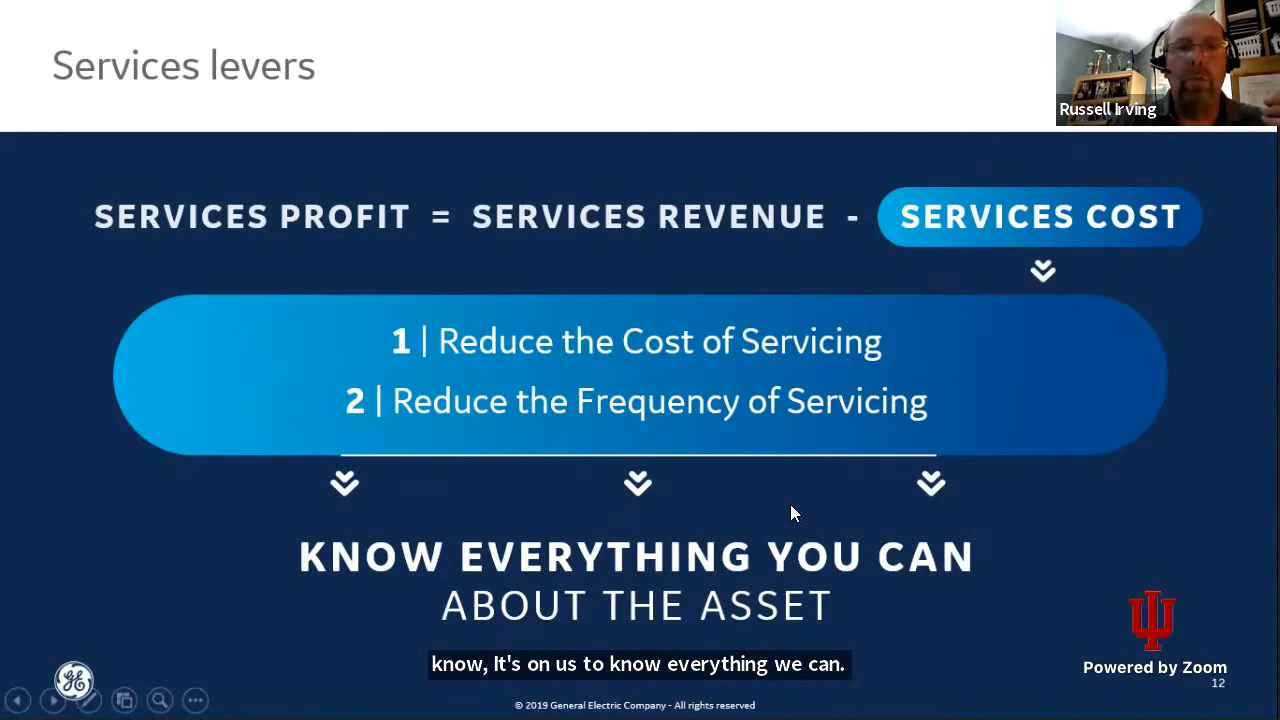 Services levers
Russell Irving
SERVICES PROFIT = SERVICES REVENUE - SERVICES COST
1 | Reduce the Cost of Servicing
2 | Reduce the Frequency of Servicing
KNOW EVERYTHING YOU CAN
ABOUT THE ASSET
know, It's on us to know everything we can.
Powered by Zoom
12
© 2019 General Electric Company - All rights reserved